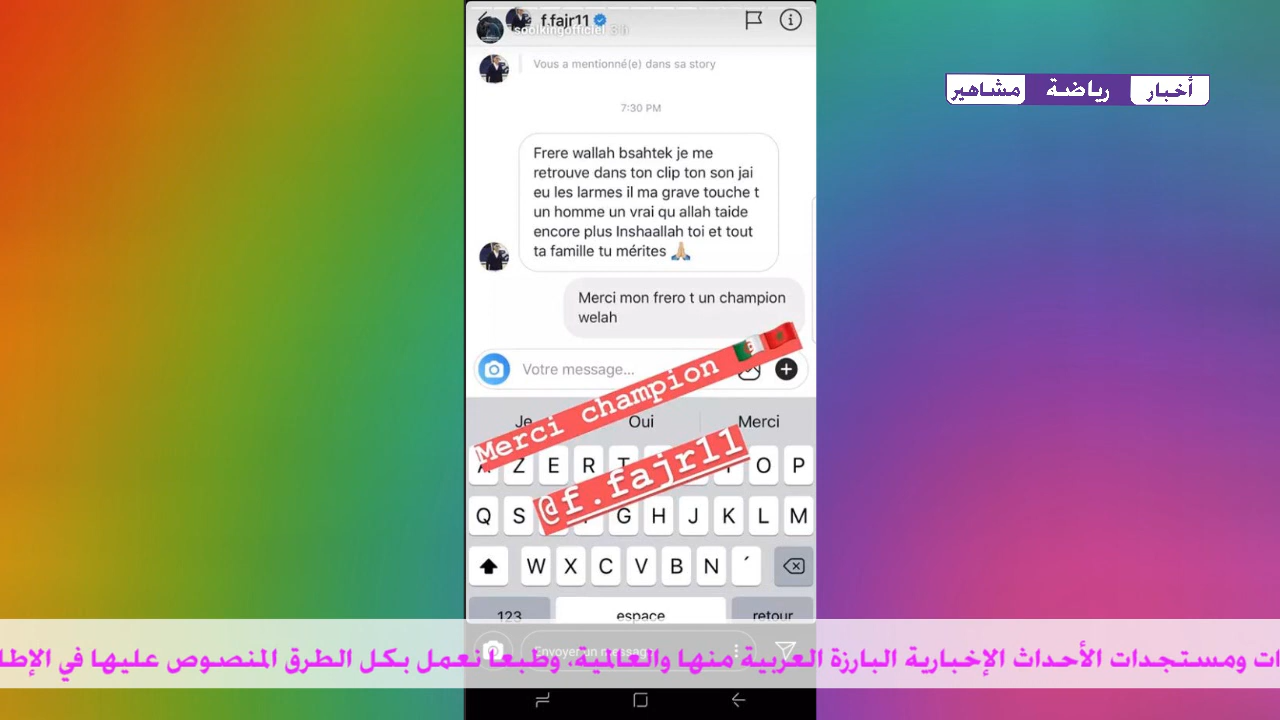 f.fajr11
soolkingofficiel 8 h
Vous a mentionné(e) dans sa story
7:30 PM
أخبار رياضة مشاهير
Frere wallah bsahtek je me
retrouve dans ton clip ton son jai
eu les larmes il ma grave touche t
un homme un vrai qu allah taide
encore plus Inshaallah toi et tout
ta famille tu mérites 🙏🏼
Merci mon frero t un champion
welah
Votre message...
Merci champion 🇩🇿🇲🇦
Je Oui Merci
@f.fajr11
A Z E R T O P
Q S G H J K L M
W X C V B N ´
123 espace retour
Envoyer un message
ات ومستجدات الأحداث الإخبارية البارزة العربية منها والعالمية، وطبعا نعمل بكل الطرق المنصوص عليها في الإطا